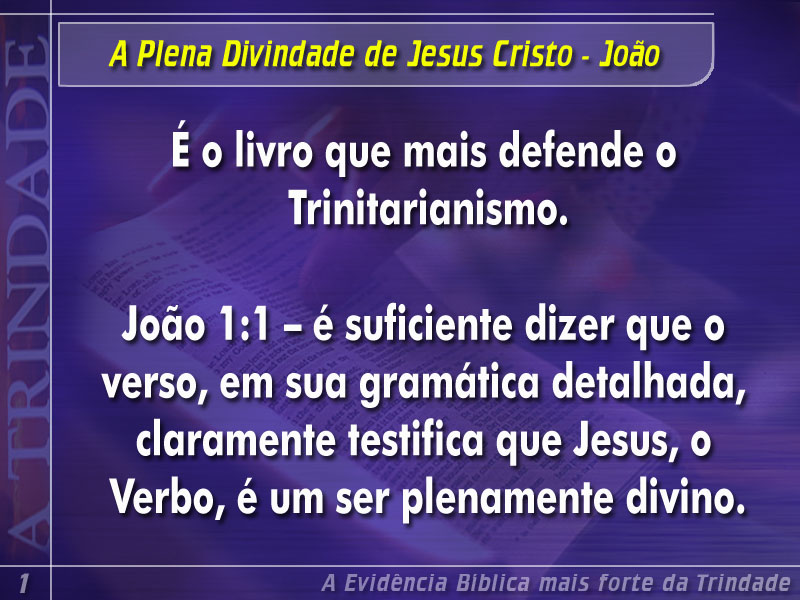 A Plena Divindade de Jesus Cristo - João
A TRINDADE
É o livro que mais defende o
Trinitarianismo.
João 1:1 – é suficiente dizer que o
verso, em sua gramática detalhada,
claramente testifica que Jesus, o
Verbo, é um ser plenamente divino.
1
A Evidência Bíblica mais forte da Trindade